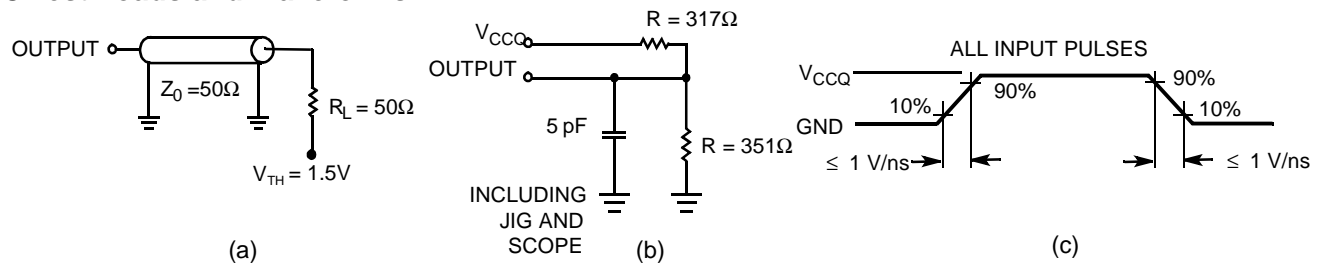 OUTPUT
Z0 =50Ω
RL = 50Ω
VTH = 1.5V
(a)
R = 317Ω
VCCQ
OUTPUT
5 pF
R = 351Ω
INCLUDING
JIG AND
SCOPE
(b)
ALL INPUT PULSES
VCCQ
90%
90%
10%
10%
GND
≤ 1 V/ns
≤ 1 V/ns
(c)